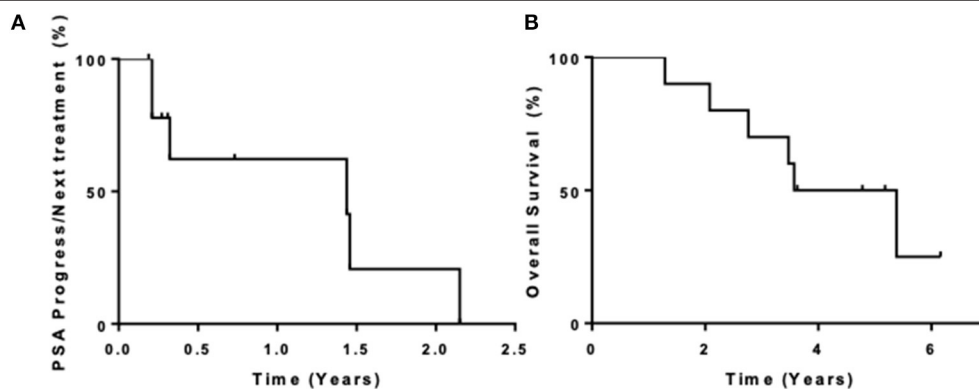 A
PSA Progress/Next treatment (%)
100
50
0
0.0 0.5 1.0 1.5 2.0 2.5
Time (Years)
B
Overall Survival (%)
100
50
0
0 2 4 6
Time (Years)